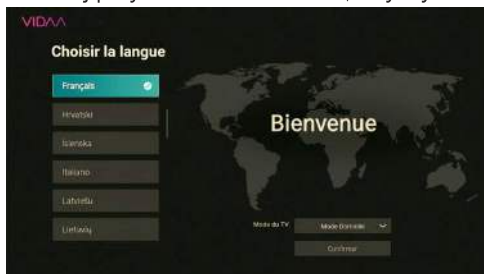 VIDAA
Choisir la langue
Français
Hrvatski
Íslenska
Italiano
Latviešu
Lietuvių
Bienvenue
Mode du TV
Mode Domicile
Confirmer